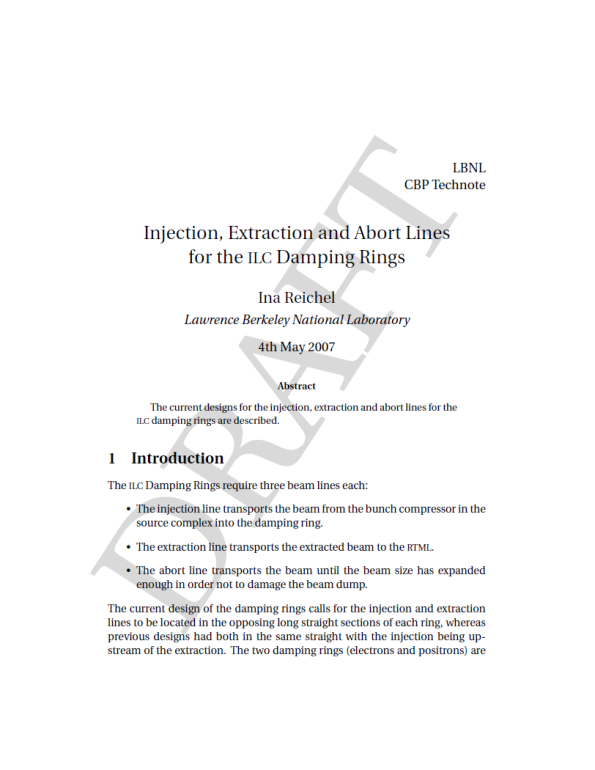 LBNL
CBP Technote
Injection, Extraction and Abort Lines
for the ILC Damping Rings
Ina Reichel
Lawrence Berkeley National Laboratory
4th May 2007
Abstract
The current designs for the injection, extraction and abort lines for the
ILC damping rings are described.
1 Introduction
The ILC Damping Rings require three beam lines each:
• The injection line transports the beam from the bunch compressor in the
source complex into the damping ring.
• The extraction line transports the extracted beam to the RTML.
• The abort line transports the beam until the beam size has expanded
enough in order not to damage the beam dump.
The current design of the damping rings calls for the injection and extraction
lines to be located in the opposing long straight sections of each ring, whereas
previous designs had both in the same straight with the injection being up-
stream of the extraction. The two damping rings (electrons and positrons) are
DRAFT